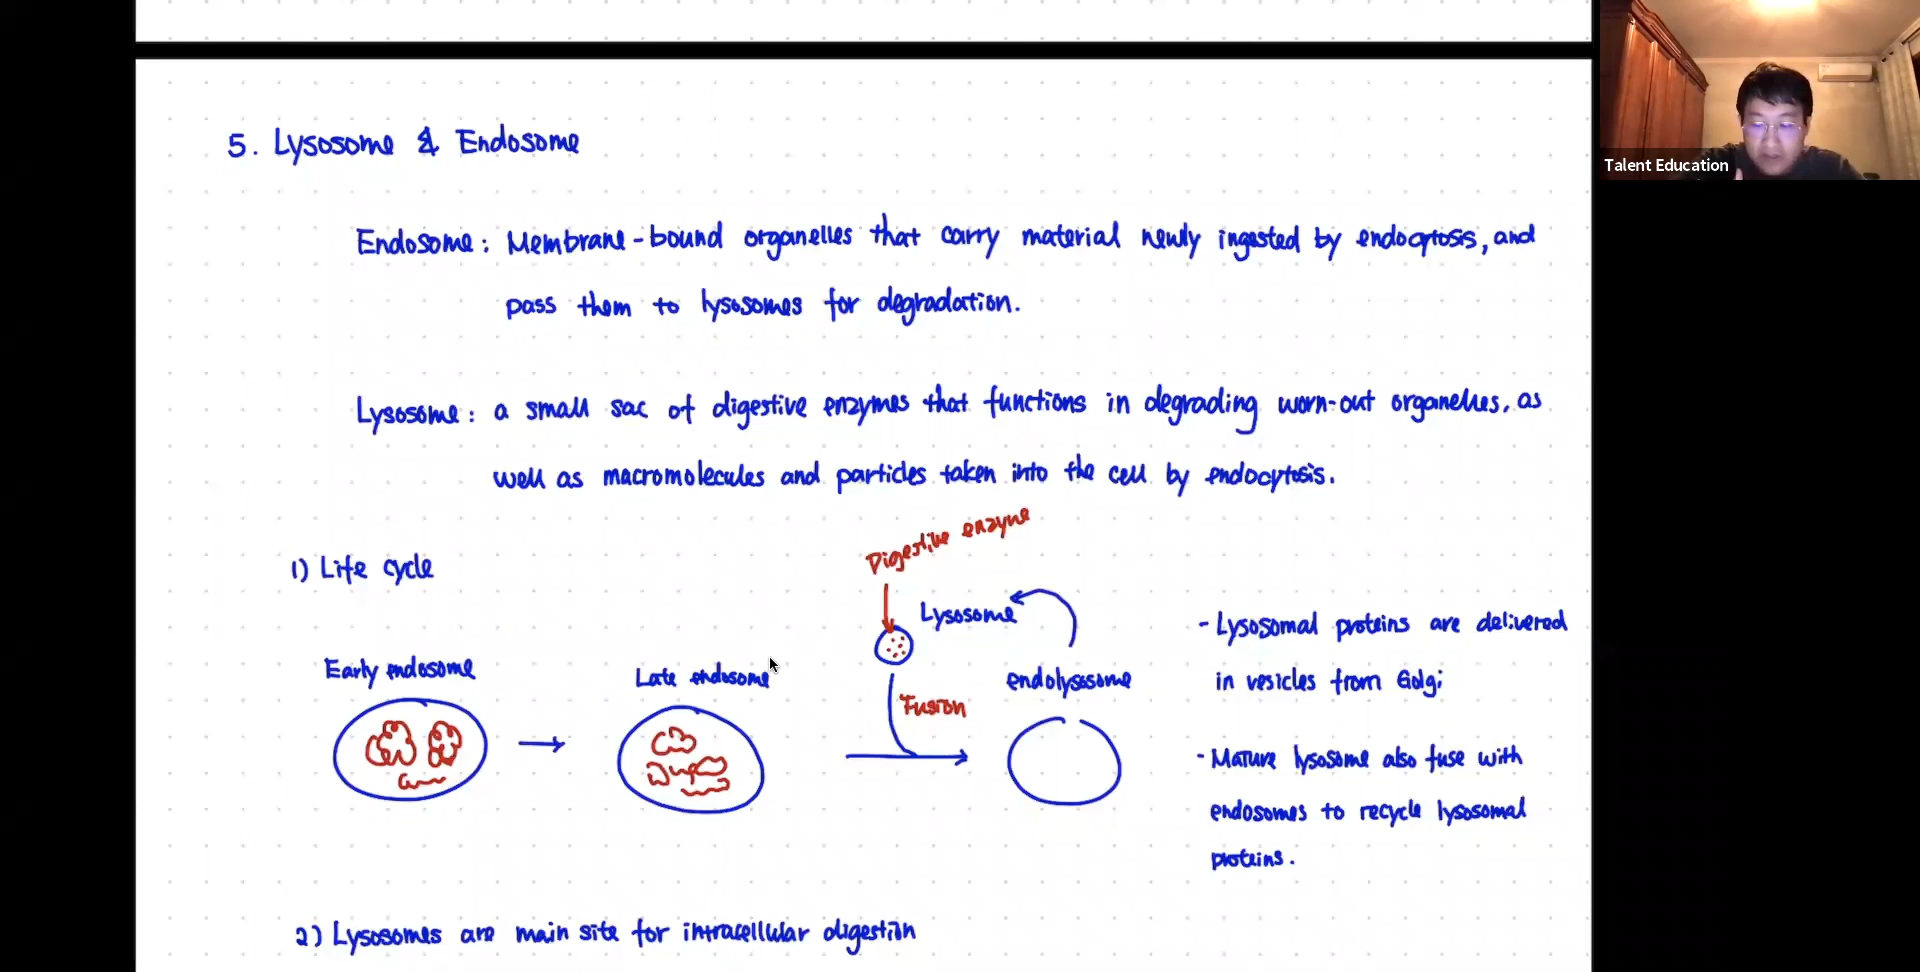 5. Lysosome & Endosome
Talent Education
Endosome: Membrane-bound organelles that carry material newly ingested by endocytosis, and
pass them to lysosomes for degradation.
Lysosome: a small sac of digestive enzymes that functions in degrading worn-out organelles, as
well as macromolecules and particles taken into the cell by endocytosis.
1) Life cycle
Digestive enzyme
Lysosome
Early endosome
Late endosome
Fusion
endolysosome
- Lysosomal proteins are delivered
in vesicles from Golgi
- Mature lysosome also fuse with
endosomes to recycle lysosomal
proteins.
2) Lysosomes are main site for intracellular digestion